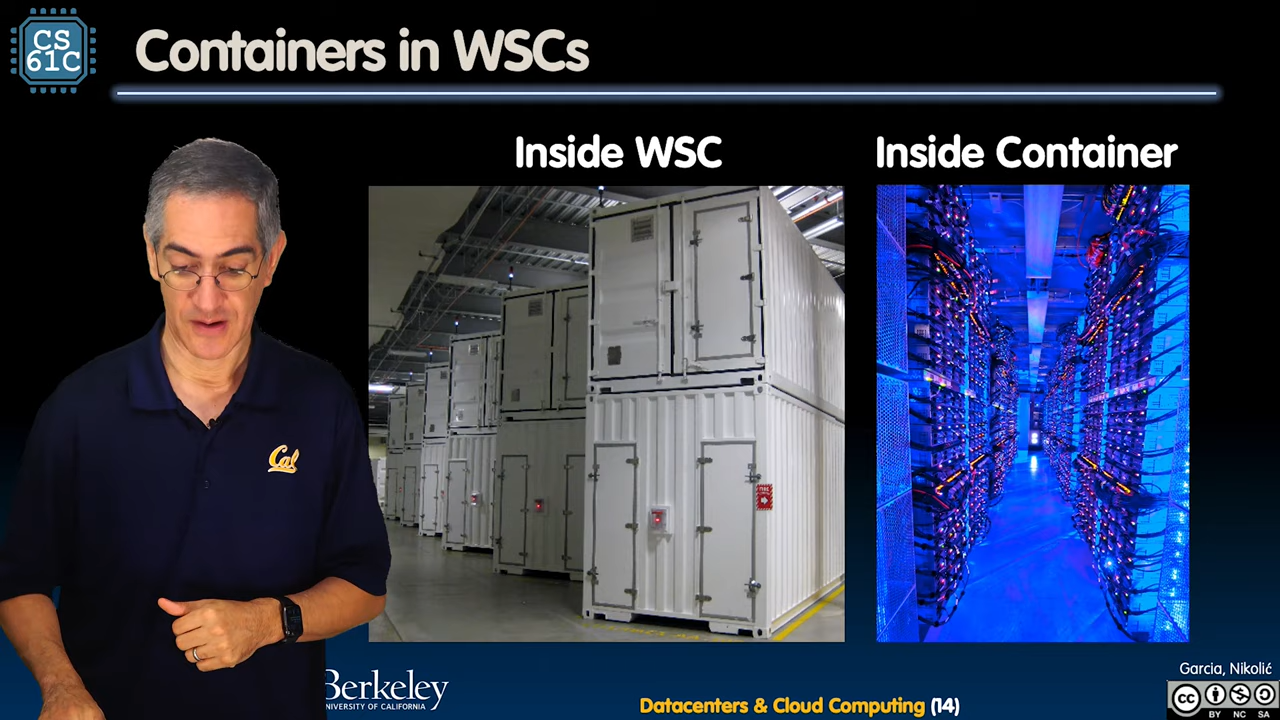 CS
61C
Containers in WSCs
Inside WSC
Inside Container
Cal
Berkeley
UNIVERSITY OF CALIFORNIA
Datacenters & Cloud Computing (14)
Garcia, Nikolić
cc
BY NC SA